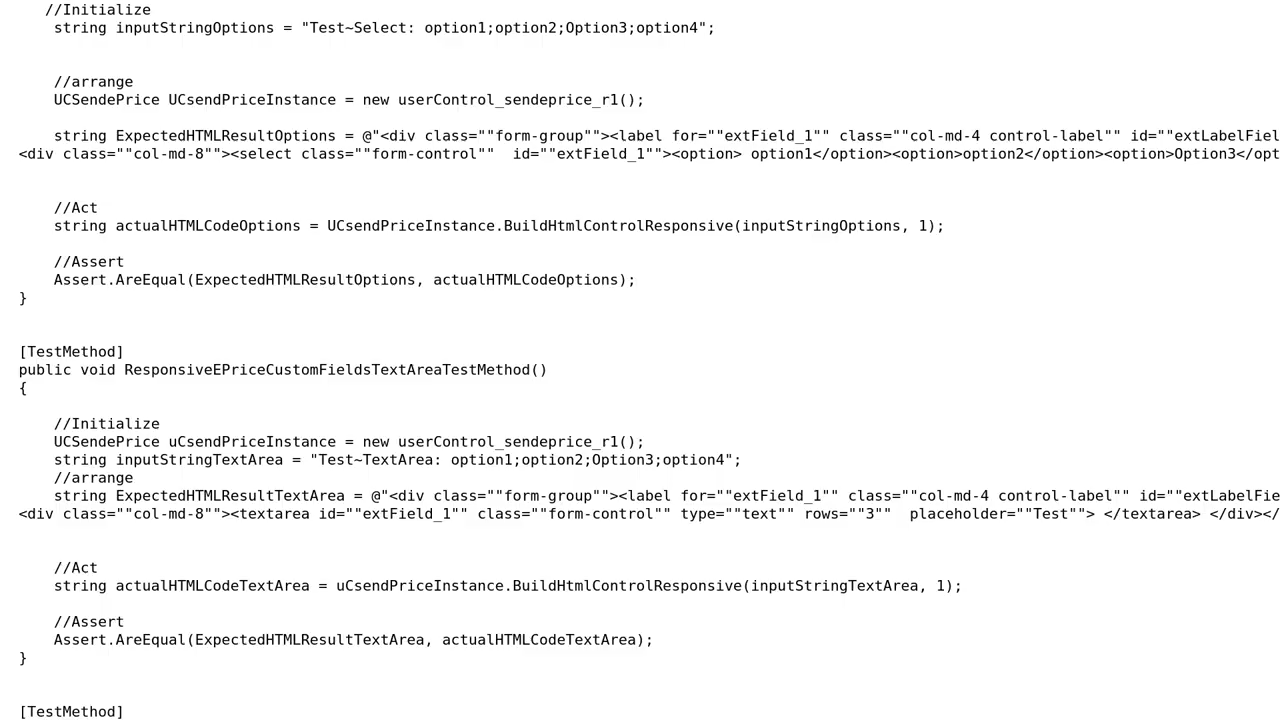 //Initialize
string inputStringOptions = "Test~Select: option1;option2;Option3;option4";
//arrange
UCSendePrice UCsendPriceInstance = new userControl_sendeprice_r1();
string ExpectedHTMLResultOptions = @"<div class=""form-group""><label for=""extField_1"" class=""col-md-4 control-label"" id=""extLabelFiel
<div class=""col-md-8""><select class=""form-control""  id=""extField_1""><option> option1</option><option>option2</option><option>Option3</opt
//Act
string actualHTMLCodeOptions = UCsendPriceInstance.BuildHtmlControlResponsive(inputStringOptions, 1);
//Assert
Assert.AreEqual(ExpectedHTMLResultOptions, actualHTMLCodeOptions);
}
[TestMethod]
public void ResponsiveEPriceCustomFieldsTextAreaTestMethod()
{
//Initialize
UCSendePrice uCsendPriceInstance = new userControl_sendeprice_r1();
string inputStringTextArea = "Test~TextArea: option1;option2;Option3;option4";
//arrange
string ExpectedHTMLResultTextArea = @"<div class=""form-group""><label for=""extField_1"" class=""col-md-4 control-label"" id=""extLabelFie
<div class=""col-md-8""><textarea id=""extField_1"" class=""form-control"" type=""text"" rows=""3""  placeholder=""Test""> </textarea> </div></
//Act
string actualHTMLCodeTextArea = uCsendPriceInstance.BuildHtmlControlResponsive(inputStringTextArea, 1);
//Assert
Assert.AreEqual(ExpectedHTMLResultTextArea, actualHTMLCodeTextArea);
}
[TestMethod]